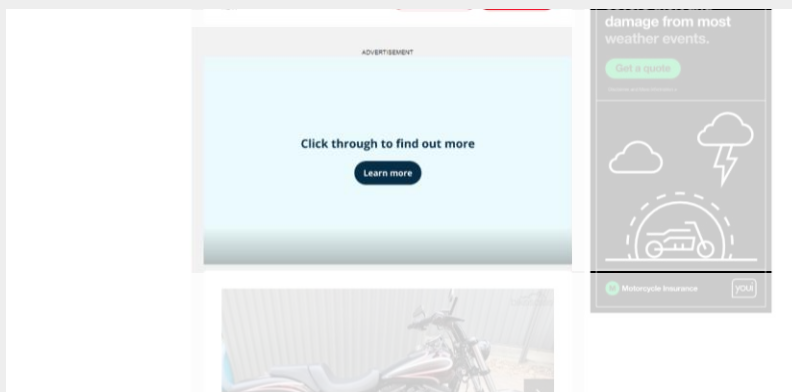 ADVERTISEMENT
Click through to find out more
Learn more
damage from most
weather events.
Get a quote
Motorcycle Insurance
youi